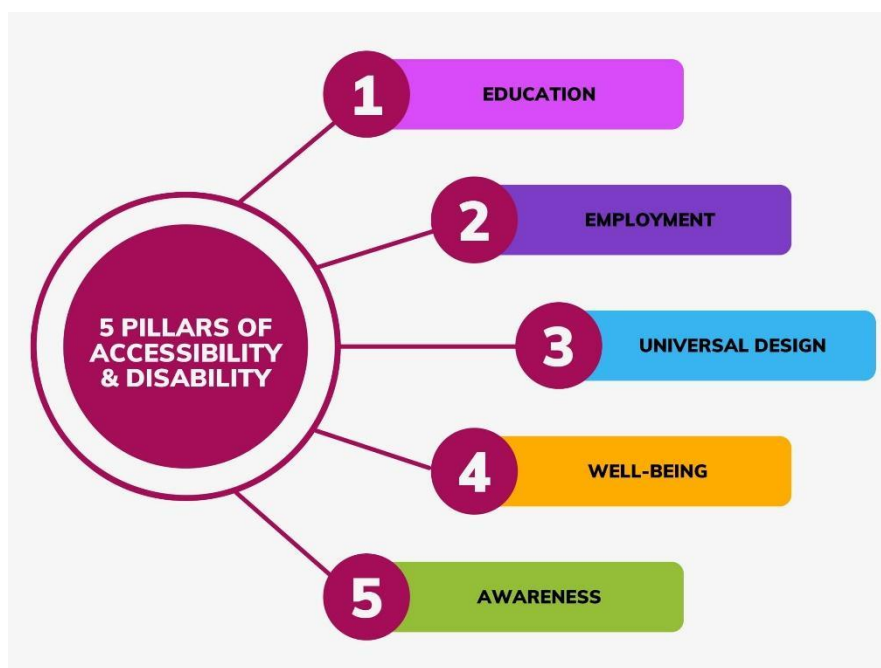 5 PILLARS OF
ACCESSIBILITY
& DISABILITY
1
EDUCATION
2
EMPLOYMENT
3
UNIVERSAL DESIGN
4
WELL-BEING
5
AWARENESS